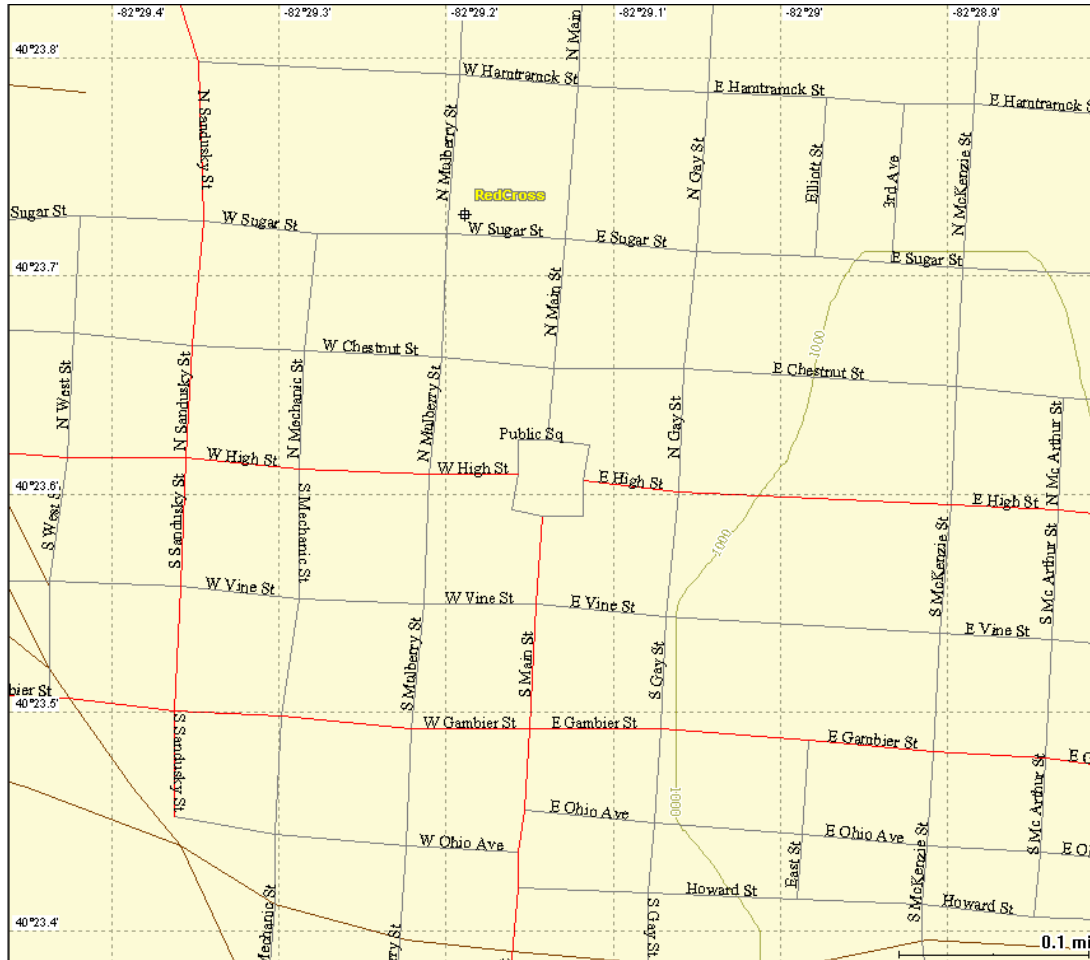 -82°29.4'
-82°29.3'
-82°29.2'
N Main
-82°29.1'
-82°29'
-82°28.9'
40°23.8'
W Hamtramck St
E Hamtramck St
E Hamtramck S
N Sandusky St
N Mulberry St
N Gay St
Elliott St
3rd Ave
N McKenzie St
RedCross
Sugar St
W Sugar St
W Sugar St
E Sugar St
E Sugar St
40°23.7'
N Main St
1000
W Chestnut St
E Chestnut St
N West St
N Sandusky St
N Mechanic St
N Mulberry St
N Gay St
N Mc Arthur St
Public Sq
W High St
W High St
E High St
E High St
40°23.6'
S West S
S Sandusky St
S Mechanic St
1000
S McKenzie St
S Mc Arthur St
W Vine St
W Vine St
E Vine St
E Vine St
S Mulberry St
S Main St
S Gay St
bier St
40°23.5'
W Gambier St
E Gambier St
E Gambier St
E G
S Sandusky St
1000
S Mc Arthur St
E Ohio Ave
E Ohio Ave
E Oh
W Ohio Ave
East St
S McKenzie St
Howard St
Howard St
Mechanic St
rry St
S Gay St
40°23.4'
0.1 mi